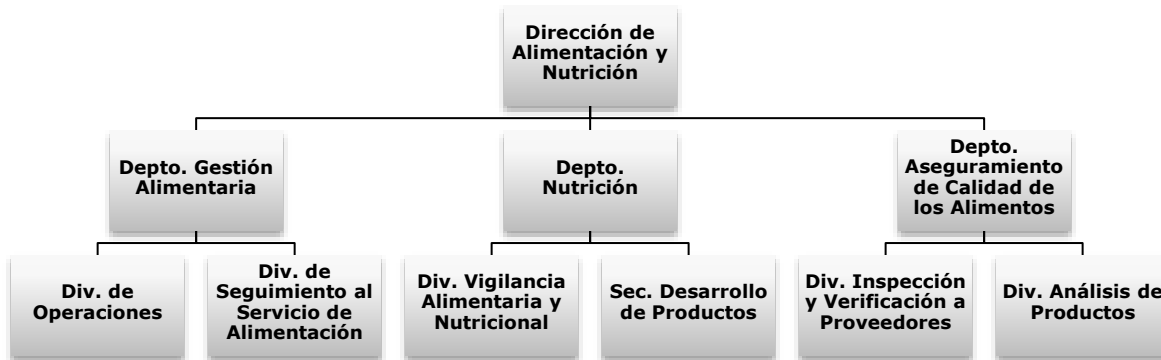 Dirección de
Alimentación y
Nutrición
Depto. Gestión
Alimentaria
Depto.
Nutrición
Depto.
Aseguramiento
de Calidad de
los Alimentos
Div. de
Operaciones
Div. de
Seguimiento al
Servicio de
Alimentación
Div. Vigilancia
Alimentaria y
Nutricional
Sec. Desarrollo
de Productos
Div. Inspección
y Verificación a
Proveedores
Div. Análisis de
Productos